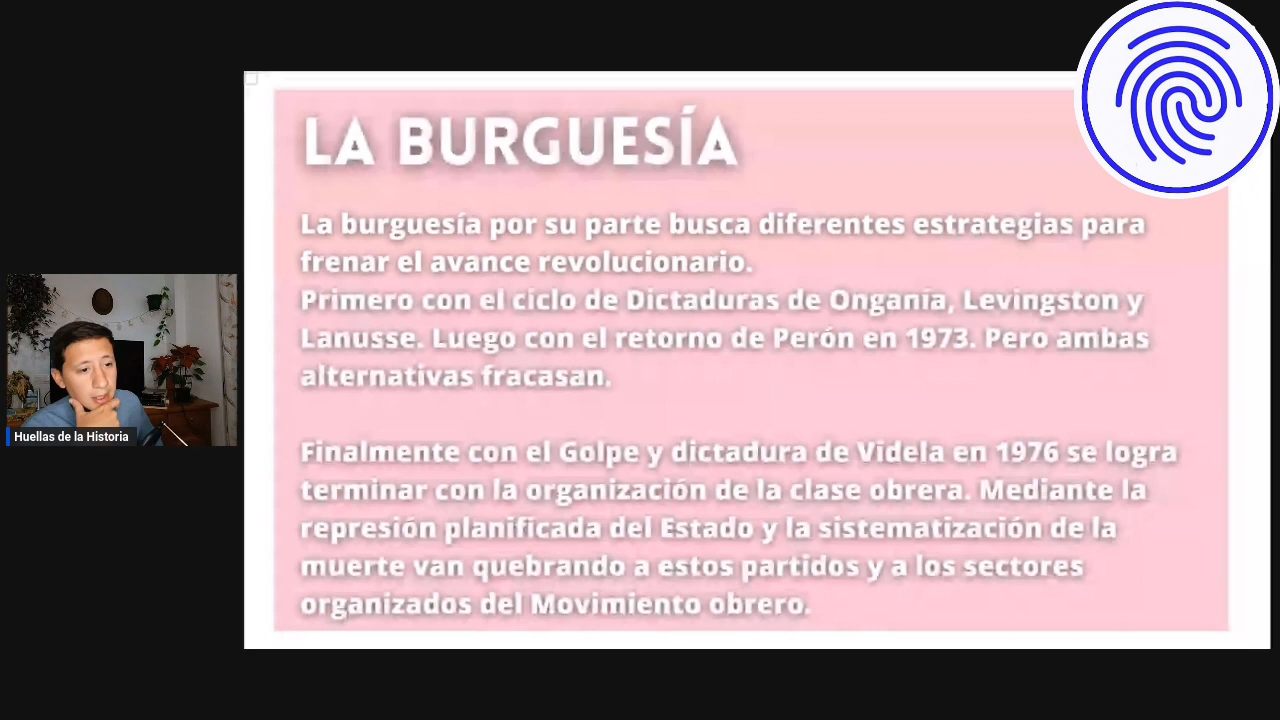 LA BURGUESÍA
La burguesía por su parte busca diferentes estrategias para
frenar el avance revolucionario.
Primero con el ciclo de Dictaduras de Onganía, Levingston y
Lanusse. Luego con el retorno de Perón en 1973. Pero ambas
alternativas fracasan.
Finalmente con el Golpe y dictadura de Videla en 1976 se logra
terminar con la organización de la clase obrera. Mediante la
represión planificada del Estado y la sistematización de la
muerte van quebrando a estos partidos y a los sectores
organizados del Movimiento obrero.
Huellas de la Historia